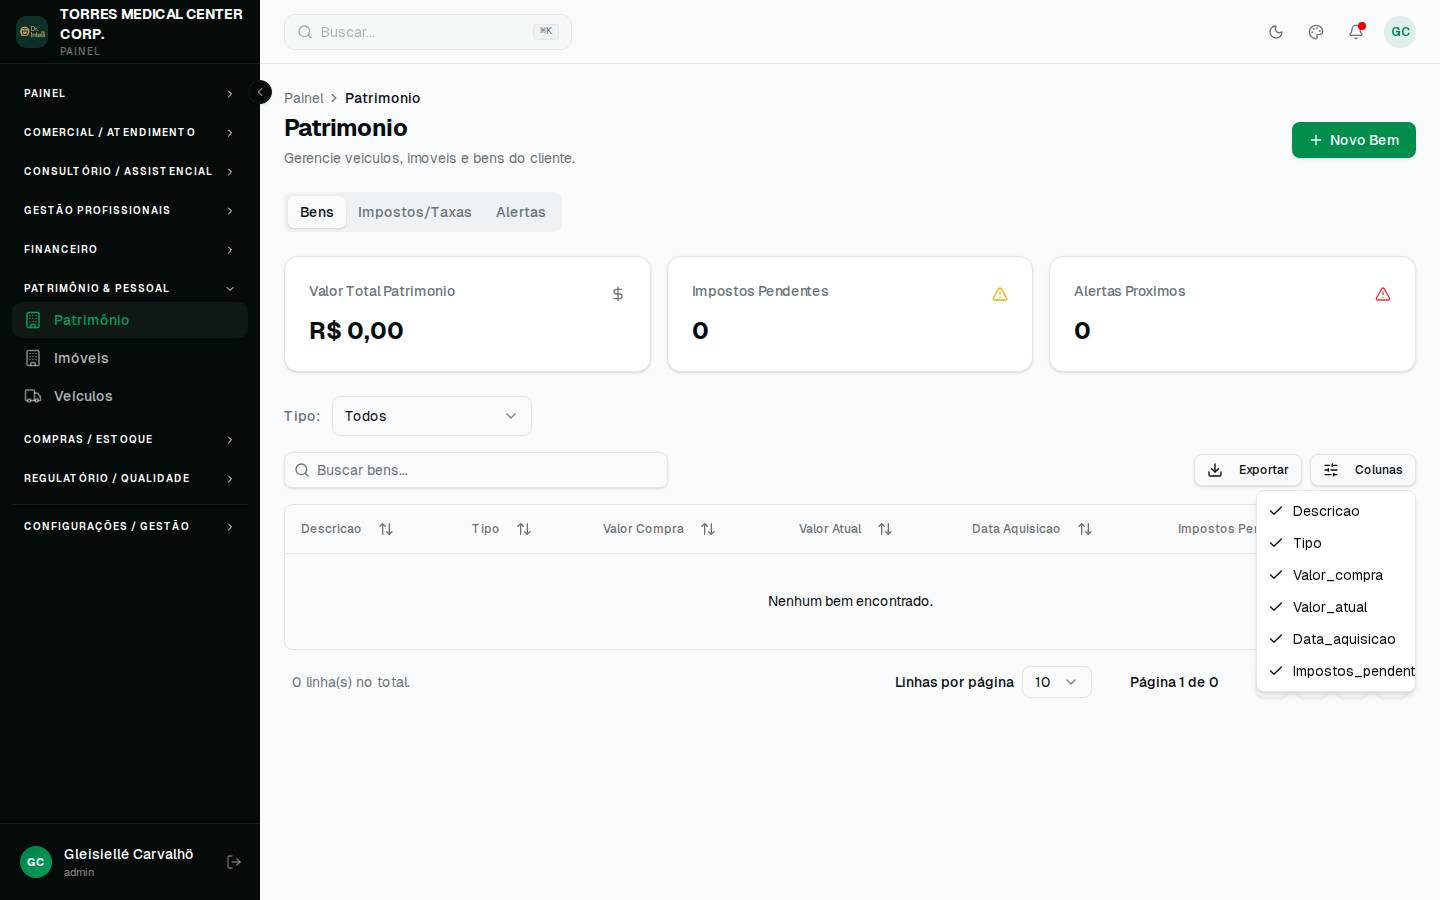 TORRES MEDICAL CENTER
CORP.
PAINEL
Dr.
Intelli
Buscar...
⌘K
GC
PAINEL
COMERCIAL / ATENDIMENTO
CONSULTÓRIO / ASSISTENCIAL
GESTÃO PROFISSIONAIS
FINANCEIRO
PATRIMÔNIO & PESSOAL
Patrimônio
Imóveis
Veículos
COMPRAS / ESTOQUE
REGULATÓRIO / QUALIDADE
CONFIGURAÇÕES / GESTÃO
GC
Gleisiellé Carvalhö
admin
Painel
Patrimonio
Patrimonio
Gerencie veiculos, imoveis e bens do cliente.
+ Novo Bem
Bens
Impostos/Taxas
Alertas
Valor Total Patrimonio
$
R$ 0,00
Impostos Pendentes
0
Alertas Proximos
0
Tipo:
Todos
Buscar bens...
Exportar
Colunas
Descricao
Tipo
Valor Compra
Valor Atual
Data Aquisicao
Impostos Per
Nenhum bem encontrado.
Descricao
Tipo
Valor_compra
Valor_atual
Data_aquisicao
Impostos_pendent
0 linha(s) no total.
Linhas por página
10
Página 1 de 0